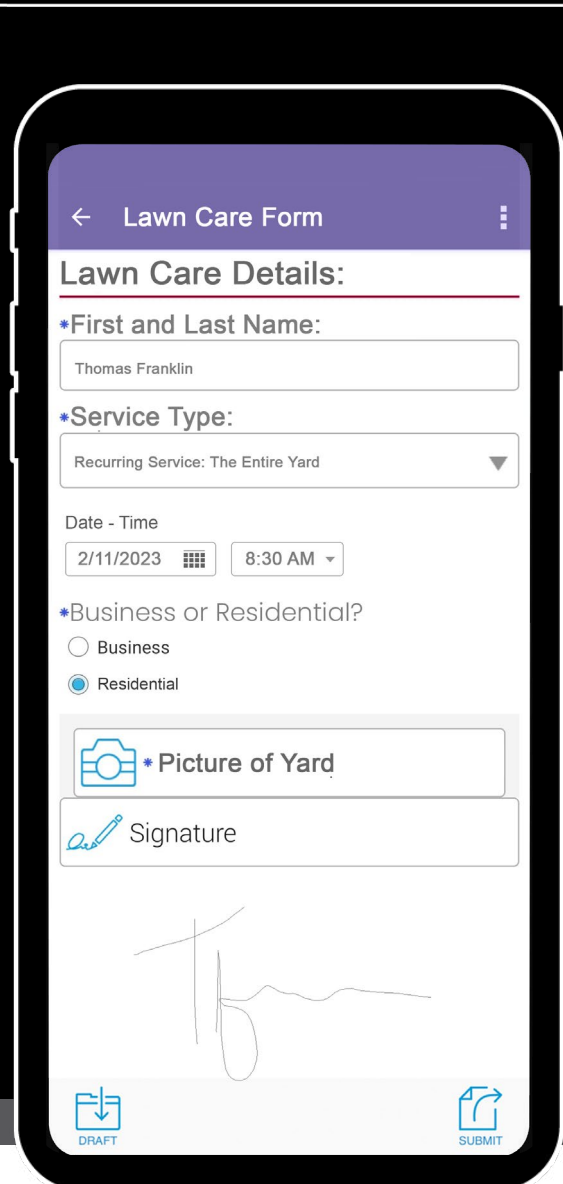 Lawn Care Form
Lawn Care Details:
*First and Last Name:
Thomas Franklin
*Service Type:
Recurring Service: The Entire Yard
Date - Time
2/11/2023 8:30 AM
*Business or Residential?
Business
Residential
* Picture of Yard
Signature
DRAFT SUBMIT